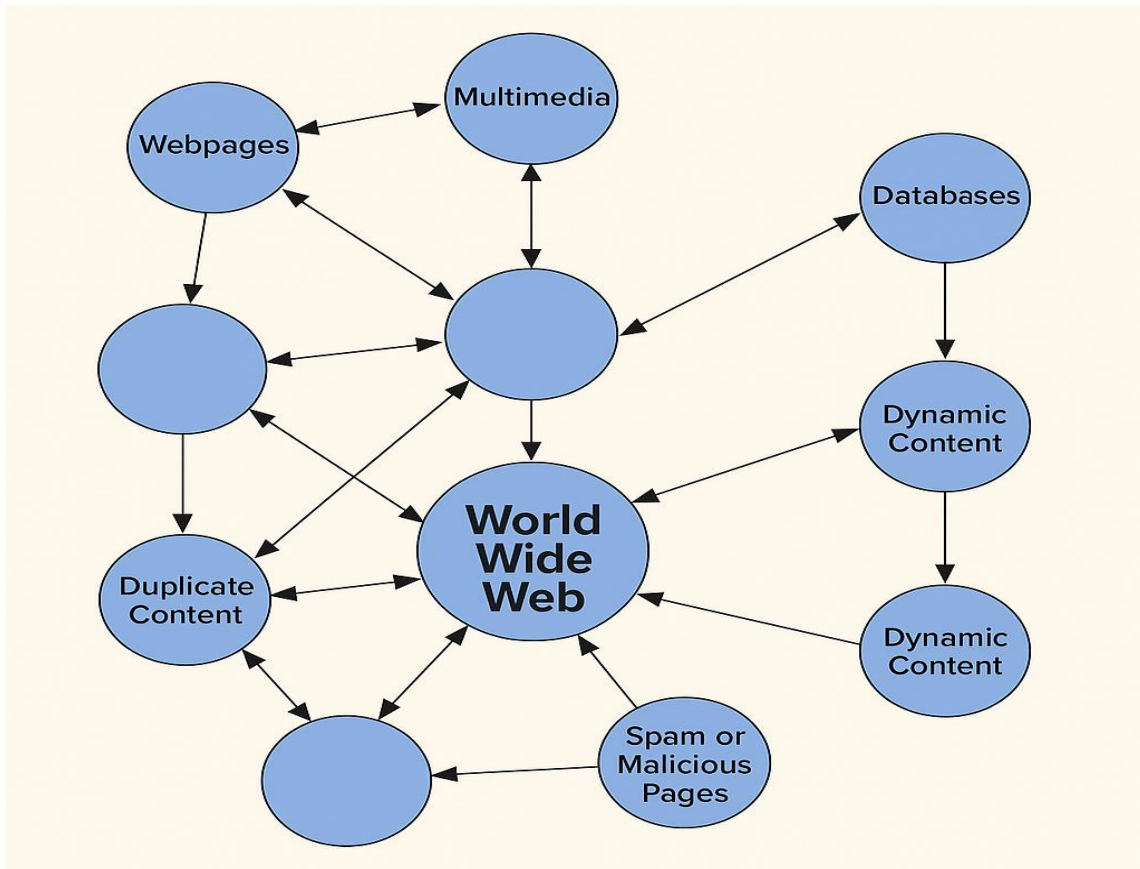 Multimedia
Webpages
Databases
Dynamic
Content
World
Wide
Web
Duplicate
Content
Dynamic
Content
Spam or
Malicious
Pages